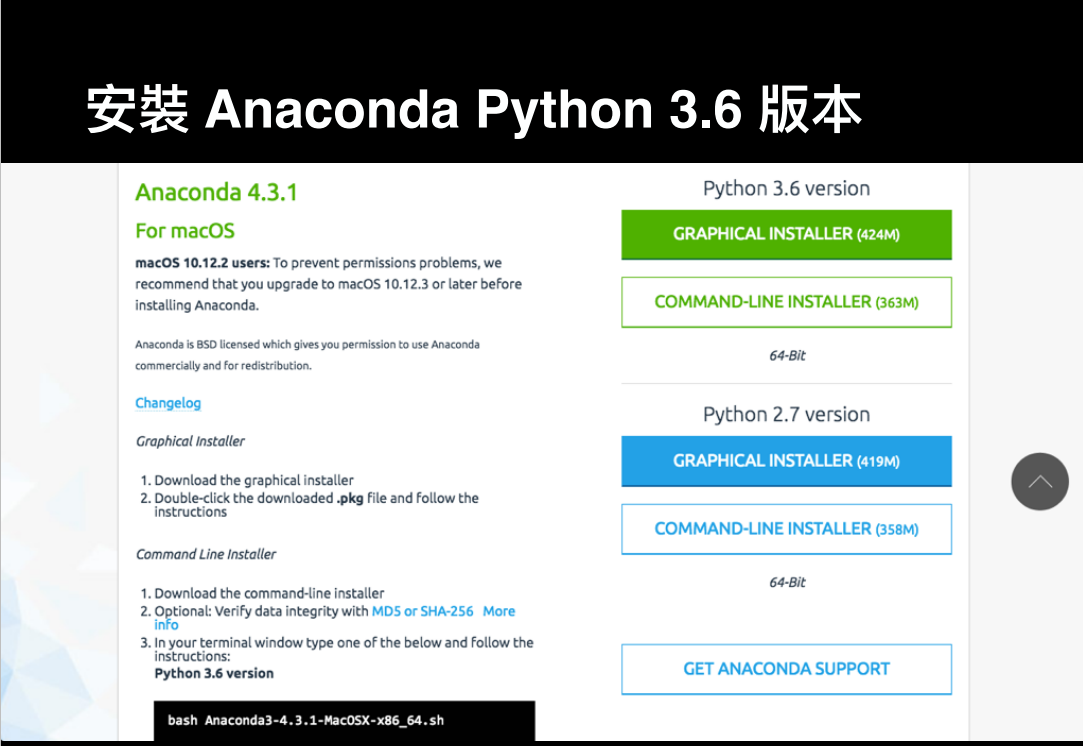 安裝 Anaconda Python 3.6 版本
Anaconda 4.3.1
For macOS
macOS 10.12.2 users: To prevent permissions problems, we
recommend that you upgrade to macOS 10.12.3 or later before
installing Anaconda.
Anaconda is BSD licensed which gives you permission to use Anaconda
commercially and for redistribution.
Changelog
Graphical Installer
1. Download the graphical installer
2. Double-click the downloaded .pkg file and follow the
instructions
Command Line Installer
1. Download the command-line installer
2. Optional: Verify data integrity with MD5 or SHA-256 More
info
3. In your terminal window type one of the below and follow the
instructions:
Python 3.6 version
bash Anaconda3-4.3.1-MacOSX-x86_64.sh
Python 3.6 version
GRAPHICAL INSTALLER (424M)
COMMAND-LINE INSTALLER (363M)
64-Bit
Python 2.7 version
GRAPHICAL INSTALLER (419M)
COMMAND-LINE INSTALLER (358M)
64-Bit
GET ANACONDA SUPPORT